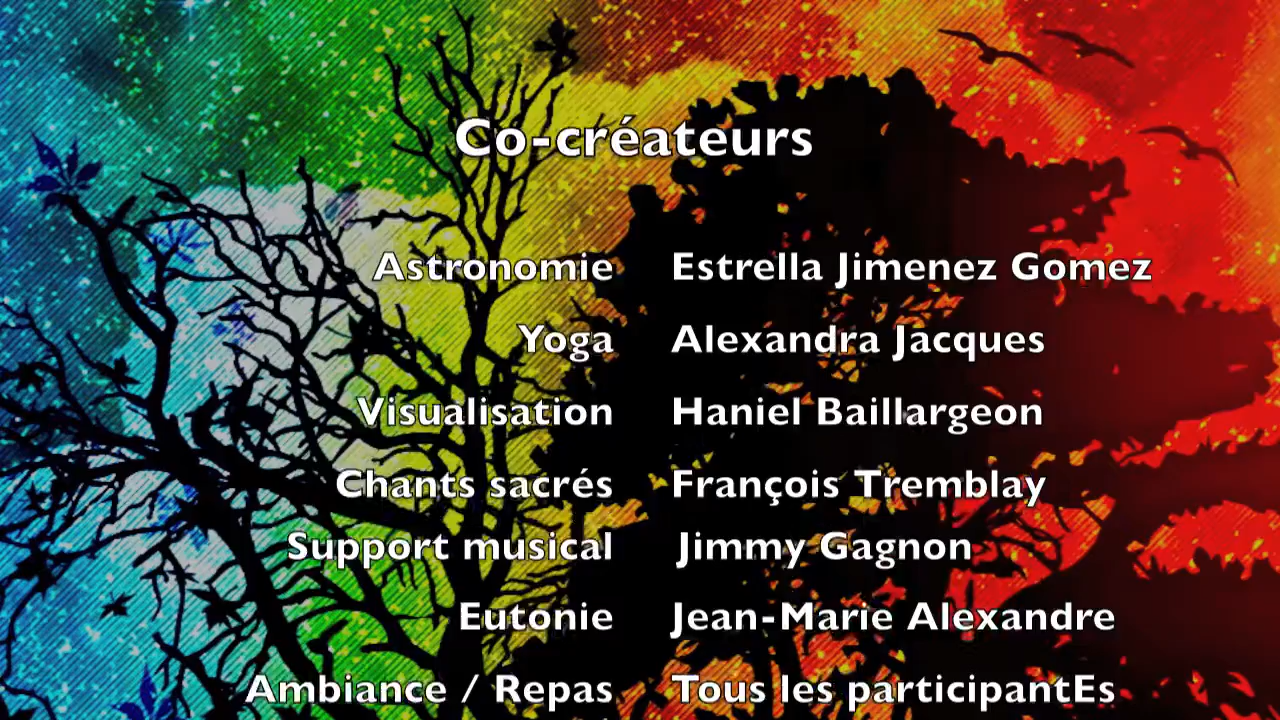 Co-créateurs
Astronomie Estrella Jimenez Gomez
Yoga Alexandra Jacques
Visualisation Haniel Baillargeon
Chants sacrés François Tremblay
Support musical Jimmy Gagnon
Eutonie Jean-Marie Alexandre
Ambiance / Repas Tous les participantEs